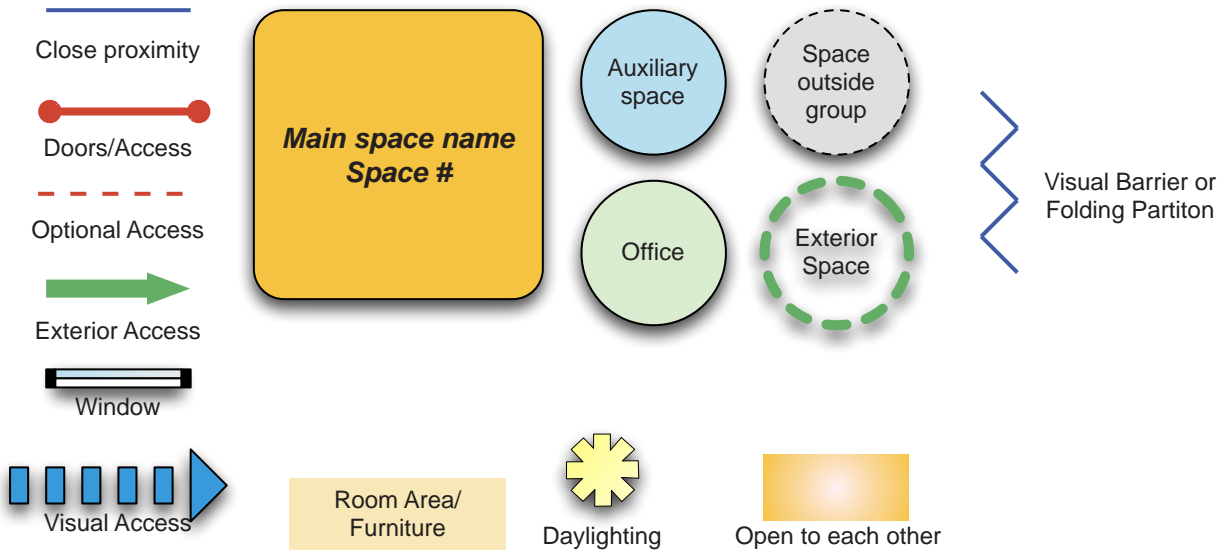 Close proximity
Doors/Access
Optional Access
Exterior Access
Window
Visual Access
Main space name
Space #
Auxiliary
space
Space
outside
group
Office
Exterior
Space
Visual Barrier or
Folding Partiton
Room Area/
Furniture
Daylighting
Open to each other